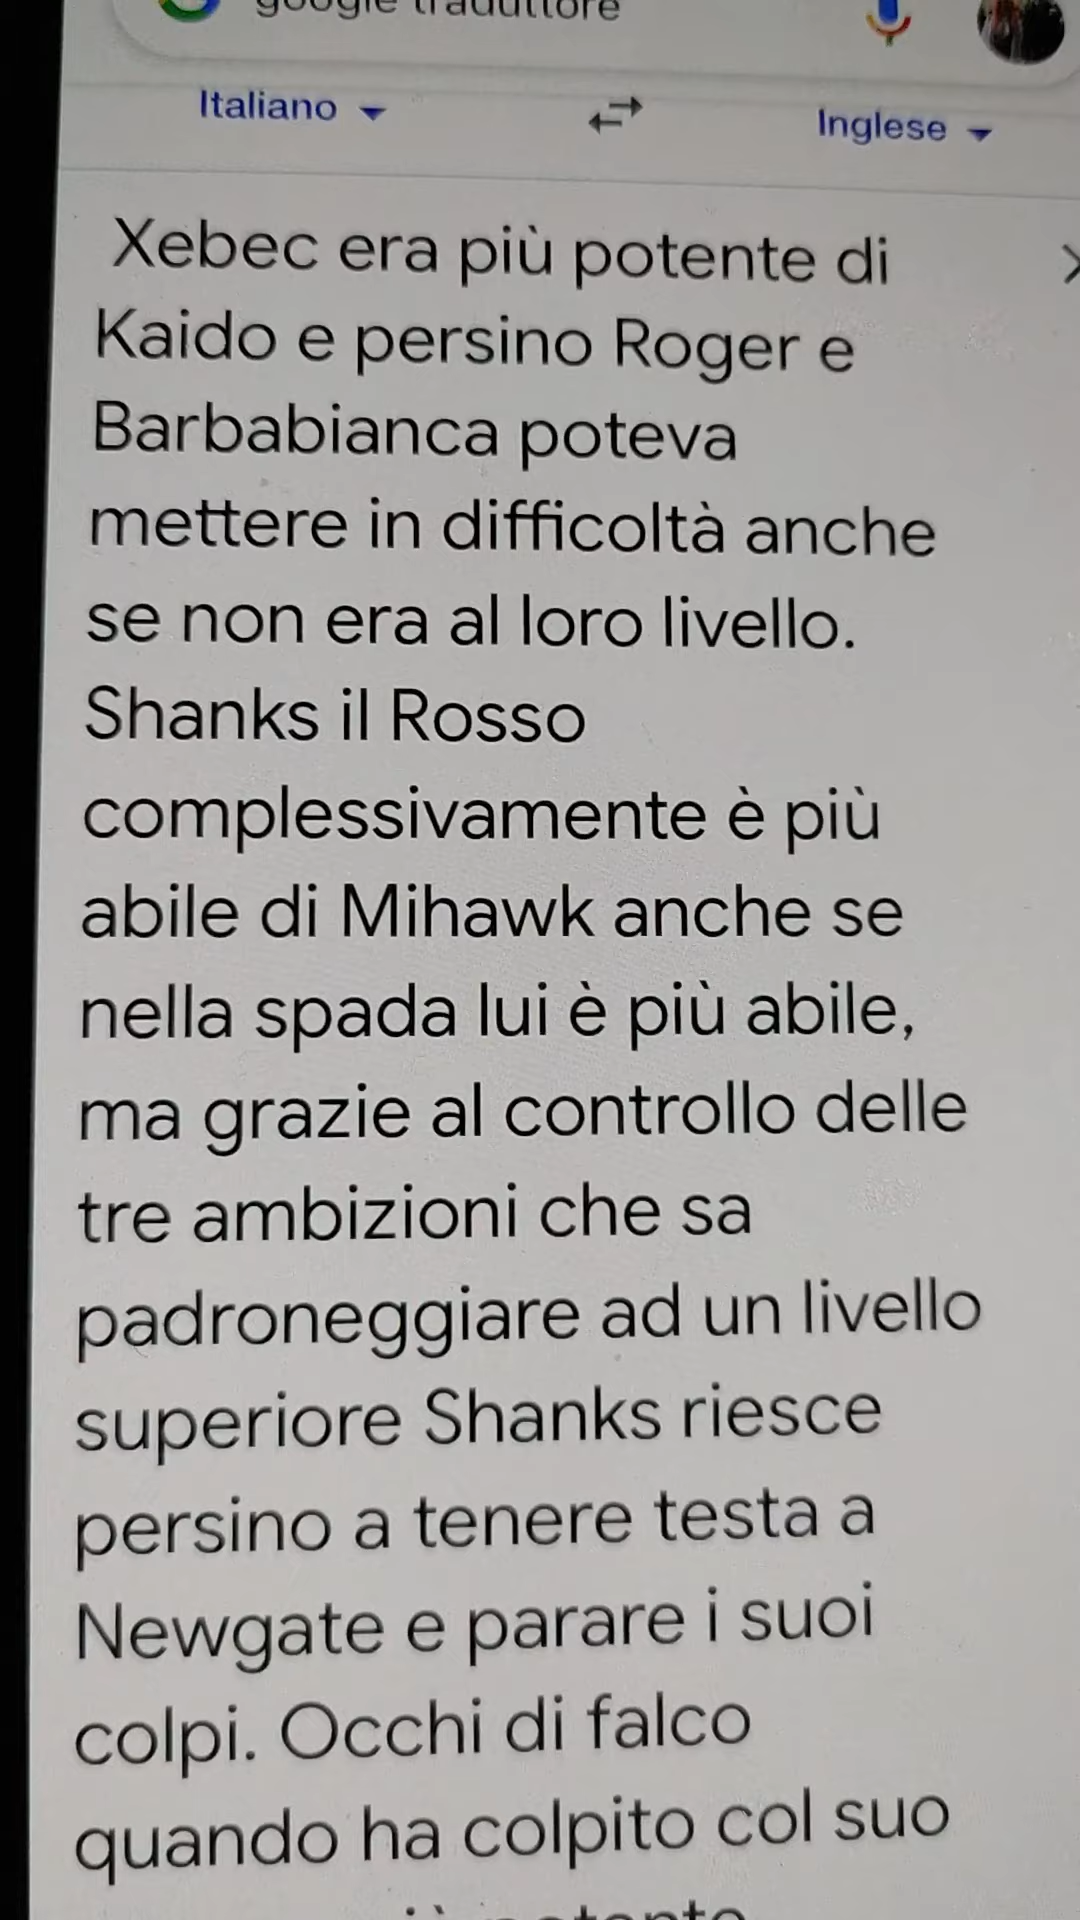 google traduttore
Italiano
Inglese
Xebec era più potente di
Kaido e persino Roger e
Barbabianca poteva
mettere in difficoltà anche
se non era al loro livello.
Shanks il Rosso
complessivamente è più
abile di Mihawk anche se
nella spada lui è più abile,
ma grazie al controllo delle
tre ambizioni che sa
padroneggiare ad un livello
superiore Shanks riesce
persino a tenere testa a
Newgate e parare i suoi
colpi. Occhi di falco
quando ha colpito col suo